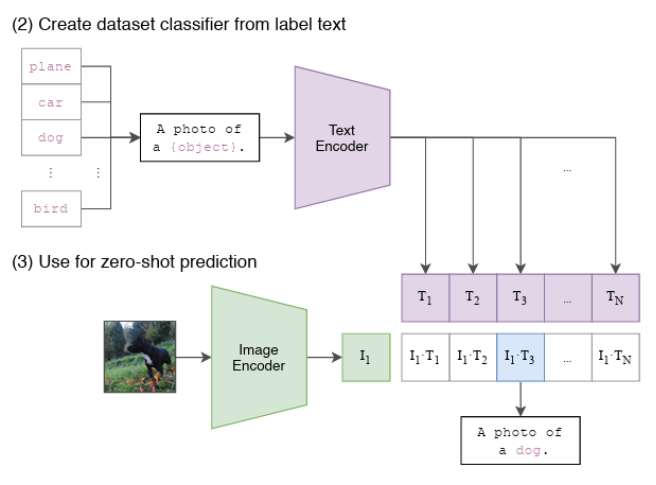 (2) Create dataset classifier from label text
plane
car
dog
⋮
⋮
bird
A photo of
a {object}.
Text
Encoder
...
(3) Use for zero-shot prediction
T1
T2
T3
...
TN
Image
Encoder
I1
I1·T1
I1·T2
I1·T3
...
I1·TN
A photo of
a dog.